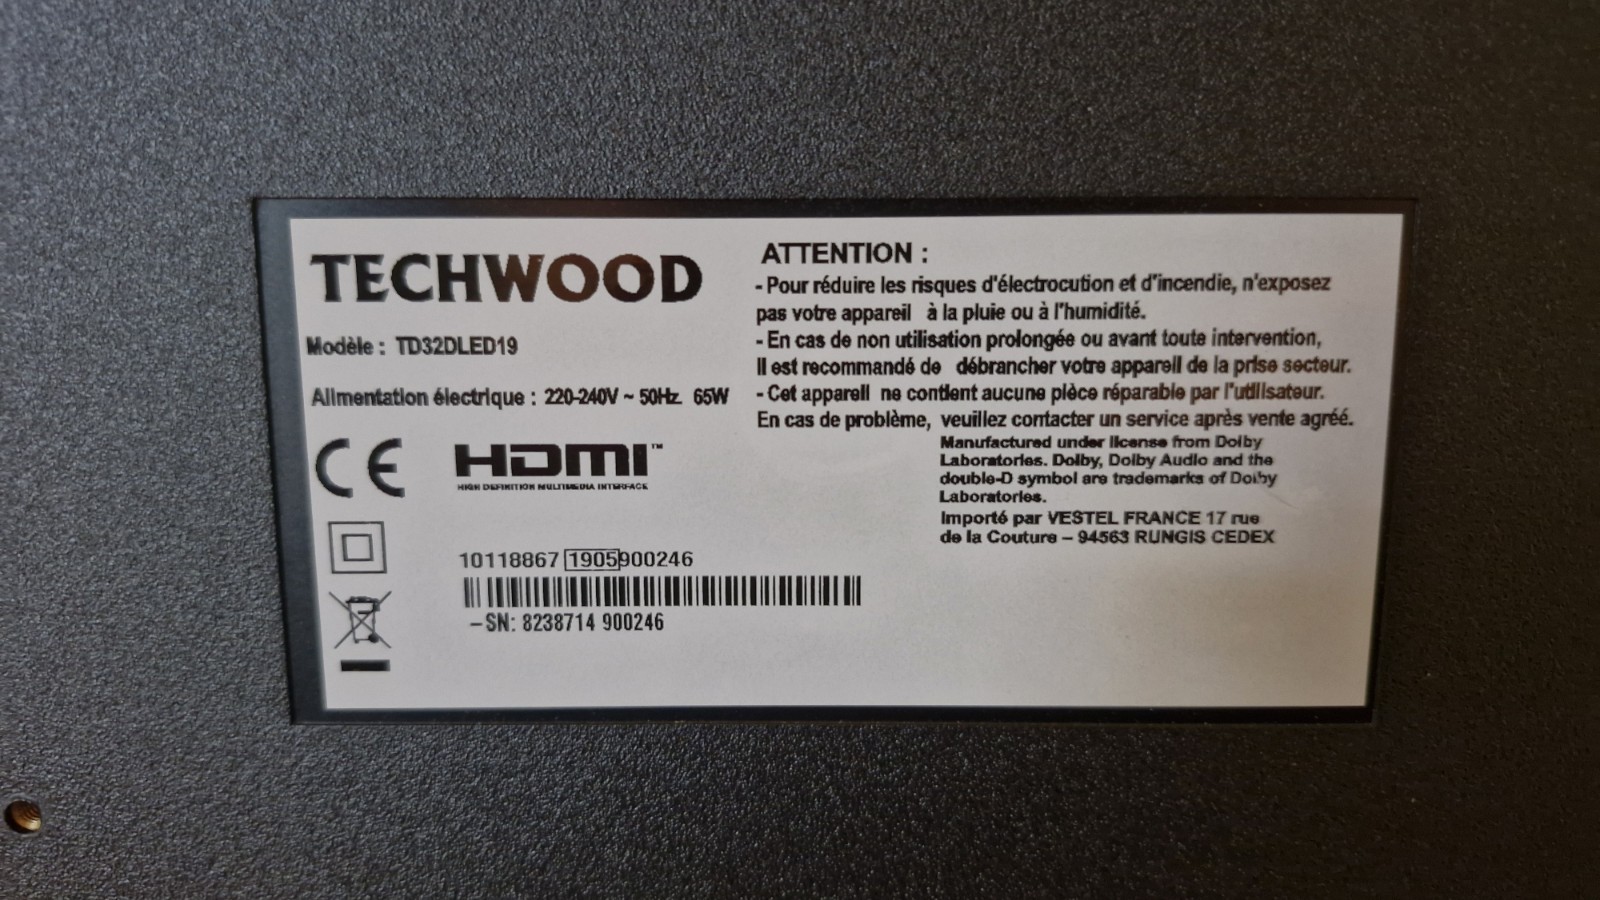 TECHWOOD
Modèle : TD32DLED19
Alimentation électrique : 220-240V ~ 50Hz 65W
CE
HDMI™
HIGH DEFINITION MULTIMEDIA INTERFACE
10118867 1905900246
–SN: 8238714 900246
ATTENTION :
- Pour réduire les risques d'électrocution et d'incendie, n'exposez
pas votre appareil à la pluie ou à l'humidité.
- En cas de non utilisation prolongée ou avant toute intervention,
Il est recommandé de débrancher votre appareil de la prise secteur.
- Cet appareil ne contient aucune pièce réparable par l'utilisateur.
En cas de problème, veuillez contacter un service après vente agréé.
Manufactured under license from Dolby
Laboratories. Dolby, Dolby Audio and the
double-D symbol are trademarks of Dolby
Laboratories.
Importé par VESTEL FRANCE 17 rue
de la Couture – 94563 RUNGIS CEDEX